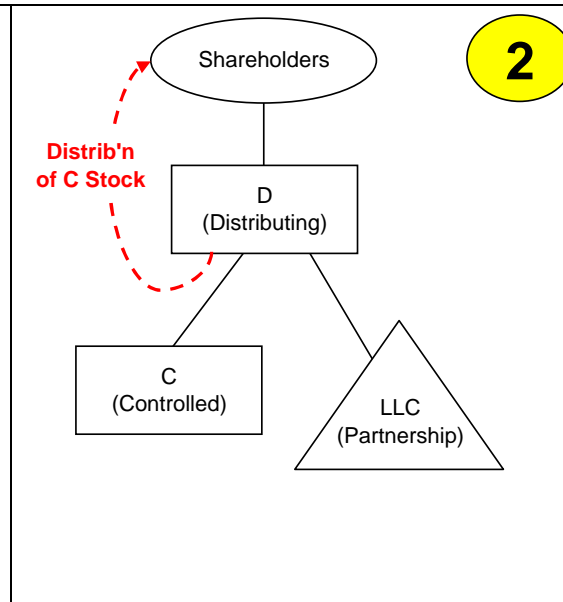 Shareholders
2
Distrib'n
of C Stock
D
(Distributing)
C
(Controlled)
LLC
(Partnership)